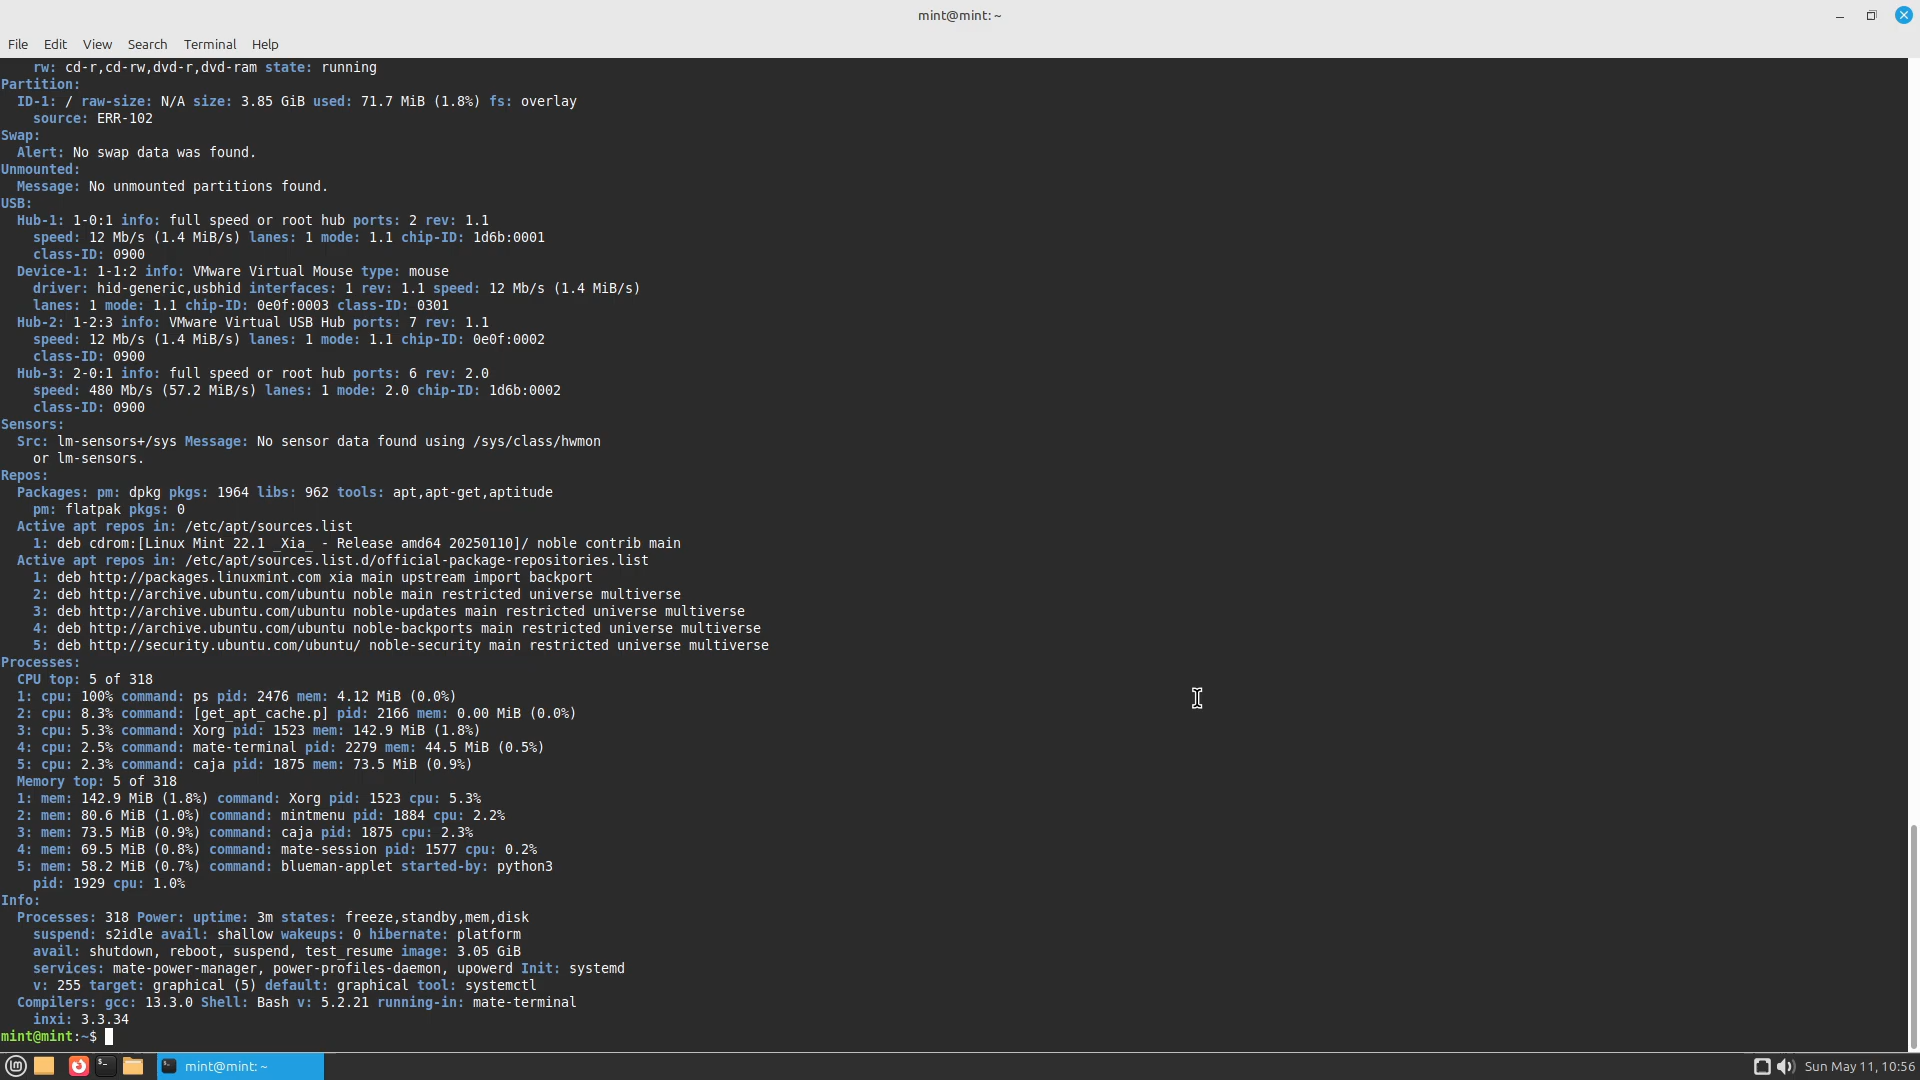 mint@mint: ~
File Edit View Search Terminal Help
rw: cd-r,cd-rw,dvd-r,dvd-ram state: running
Partition:
ID-1: / raw-size: N/A size: 3.85 GiB used: 71.7 MiB (1.8%) fs: overlay
source: ERR-102
Swap:
Alert: No swap data was found.
Unmounted:
Message: No unmounted partitions found.
USB:
Hub-1: 1-0:1 info: full speed or root hub ports: 2 rev: 1.1
speed: 12 Mb/s (1.4 MiB/s) lanes: 1 mode: 1.1 chip-ID: 1d6b:0001
class-ID: 0900
Device-1: 1-1:2 info: VMware Virtual Mouse type: mouse
driver: hid-generic,usbhid interfaces: 1 rev: 1.1 speed: 12 Mb/s (1.4 MiB/s)
lanes: 1 mode: 1.1 chip-ID: 0e0f:0003 class-ID: 0301
Hub-2: 1-2:3 info: VMware Virtual USB Hub ports: 7 rev: 1.1
speed: 12 Mb/s (1.4 MiB/s) lanes: 1 mode: 1.1 chip-ID: 0e0f:0002
class-ID: 0900
Hub-3: 2-0:1 info: full speed or root hub ports: 6 rev: 2.0
speed: 480 Mb/s (57.2 MiB/s) lanes: 1 mode: 2.0 chip-ID: 1d6b:0002
class-ID: 0900
Sensors:
Src: lm-sensors+/sys Message: No sensor data found using /sys/class/hwmon
or lm-sensors.
Repos:
Packages: pm: dpkg pkgs: 1964 libs: 962 tools: apt,apt-get,aptitude
pm: flatpak pkgs: 0
Active apt repos in: /etc/apt/sources.list
1: deb cdrom:[Linux Mint 22.1 _Xia_ - Release amd64 20250110]/ noble contrib main
Active apt repos in: /etc/apt/sources.list.d/official-package-repositories.list
1: deb http://packages.linuxmint.com xia main upstream import backport
2: deb http://archive.ubuntu.com/ubuntu noble main restricted universe multiverse
3: deb http://archive.ubuntu.com/ubuntu noble-updates main restricted universe multiverse
4: deb http://archive.ubuntu.com/ubuntu noble-backports main restricted universe multiverse
5: deb http://security.ubuntu.com/ubuntu/ noble-security main restricted universe multiverse
Processes:
CPU top: 5 of 318
1: cpu: 100% command: ps pid: 2476 mem: 4.12 MiB (0.0%)
2: cpu: 8.3% command: [get_apt_cache.p] pid: 2166 mem: 0.00 MiB (0.0%)
3: cpu: 5.3% command: Xorg pid: 1523 mem: 142.9 MiB (1.8%)
4: cpu: 2.5% command: mate-terminal pid: 2279 mem: 44.5 MiB (0.5%)
5: cpu: 2.3% command: caja pid: 1875 mem: 73.5 MiB (0.9%)
Memory top: 5 of 318
1: mem: 142.9 MiB (1.8%) command: Xorg pid: 1523 cpu: 5.3%
2: mem: 80.6 MiB (1.0%) command: mintmenu pid: 1884 cpu: 2.2%
3: mem: 73.5 MiB (0.9%) command: caja pid: 1875 cpu: 2.3%
4: mem: 69.5 MiB (0.8%) command: mate-session pid: 1577 cpu: 0.2%
5: mem: 58.2 MiB (0.7%) command: blueman-applet started-by: python3
pid: 1929 cpu: 1.0%
Info:
Processes: 318 Power: uptime: 3m states: freeze,standby,mem,disk
suspend: s2idle avail: shallow wakeups: 0 hibernate: platform
avail: shutdown, reboot, suspend, test_resume image: 3.05 GiB
services: mate-power-manager, power-profiles-daemon, upowerd Init: systemd
v: 255 target: graphical (5) default: graphical tool: systemctl
Compilers: gcc: 13.3.0 Shell: Bash v: 5.2.21 running-in: mate-terminal
inxi: 3.3.34
mint@mint:~$
mint@mint: ~
Sun May 11, 10:56